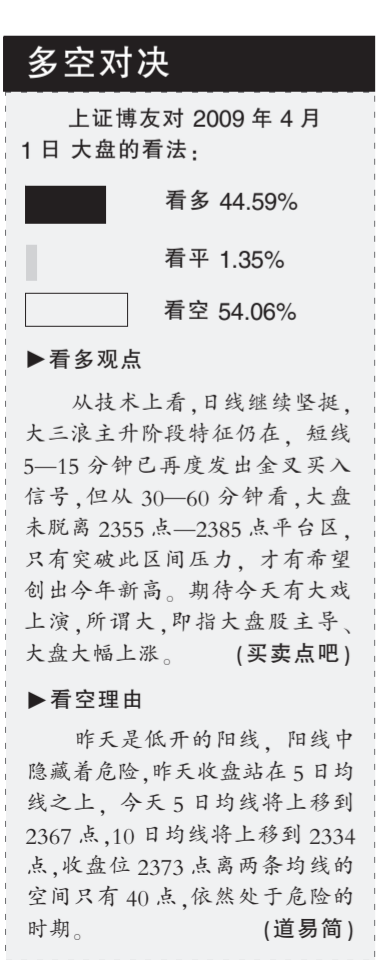 多空对决
上证博友对 2009 年 4 月
1 日 大盘的看法：
看多 44.59%
看平 1.35%
看空 54.06%
▶看多观点
从技术上看，日线继续坚挺，
大三浪主升阶段特征仍在，短线
5—15 分钟已再度发出金叉买入
信号，但从 30—60 分钟看，大盘
未脱离 2355 点—2385 点平台区，
只有突破此区间压力，才有希望
创出今年新高。期待今天有大戏
上演，所谓大，即指大盘股主导、
大盘大幅上涨。 （买卖点吧）
▶看空理由
昨天是低开的阳线，阳线中
隐藏着危险，昨天收盘站在 5 日均
线之上，今天 5 日均线将上移到
2367 点，10 日均线将上移到 2334
点，收盘位 2373 点离两条均线的
空间只有 40 点，依然处于危险的
时期。 （道易简）